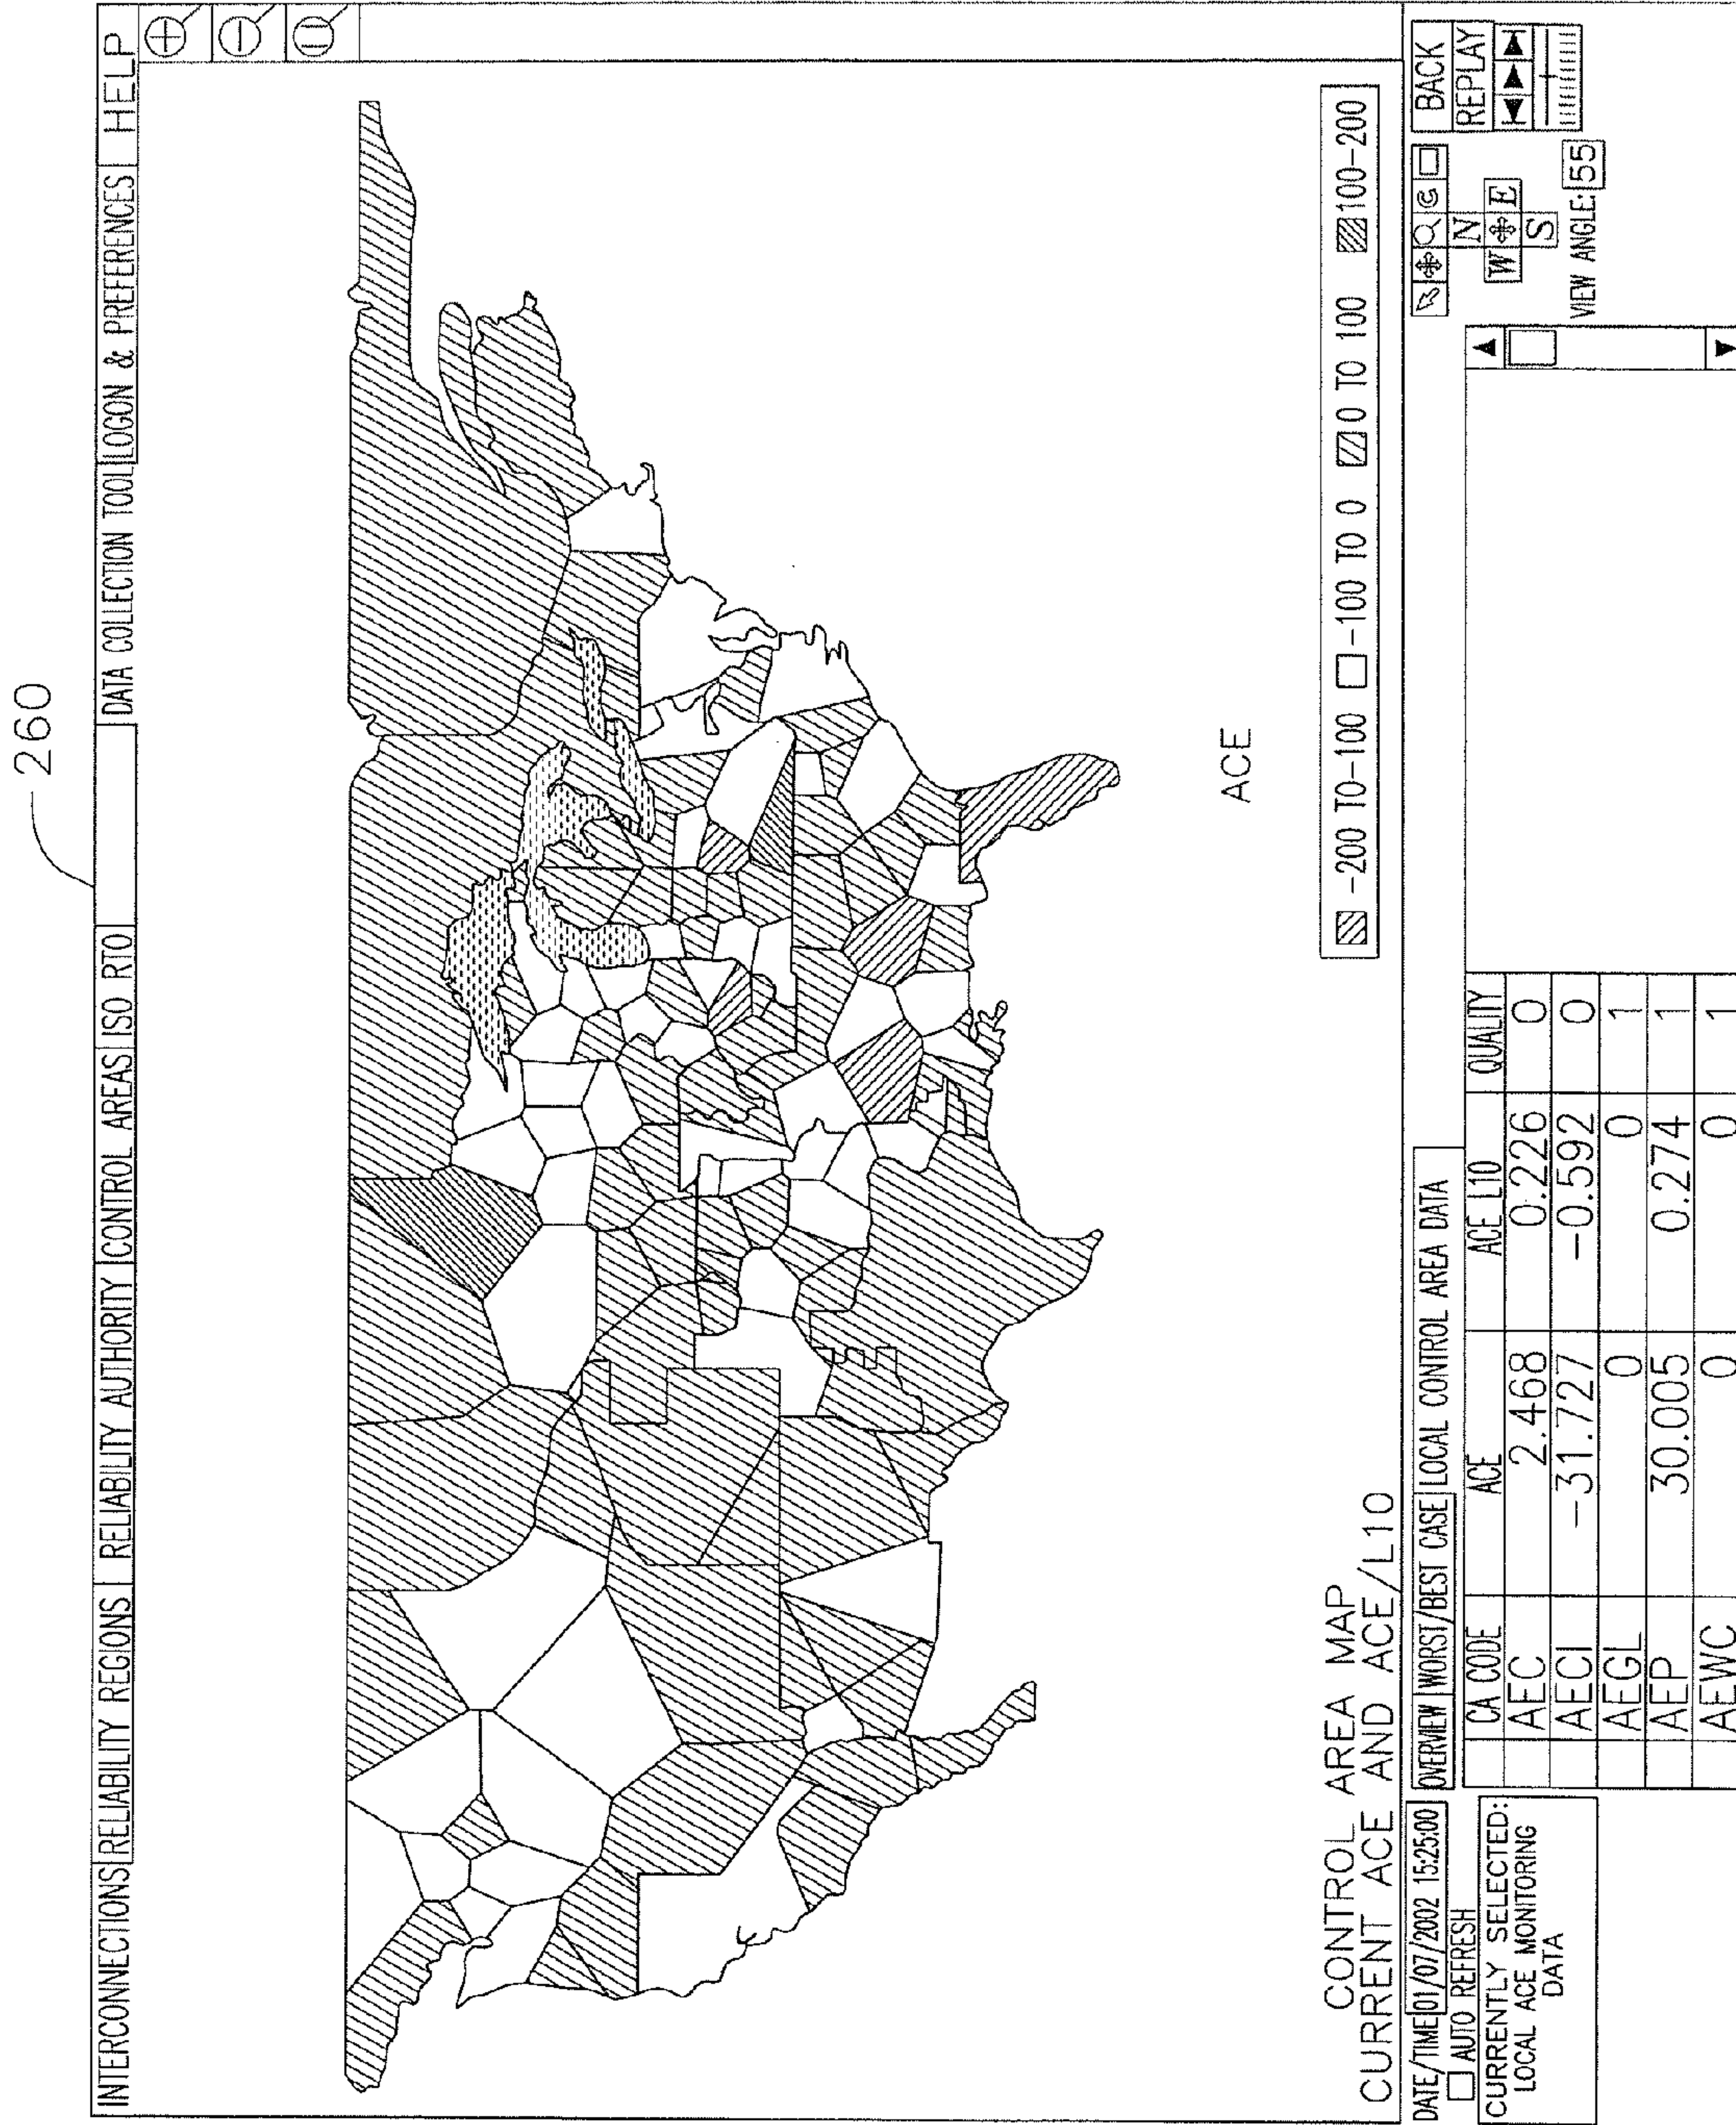 260
INTERCONNECTIONS RELIABILITY REGIONS RELIABILITY AUTHORITY CONTROL AREAS ISO RTO DATA COLLECTION TOOL LOGON & PREFERENCES HELP
ACE
-200 TO-100 -100 TO 0 0 TO 100 100-200
CONTROL AREA MAP
CURRENT ACE AND ACE/L10
DATE/TIME 01/07/2002 15:25:00
AUTO REFRESH
CURRENTLY SELECTED:
LOCAL ACE MONITORING
DATA
OVERVIEW WORST/BEST CASE LOCAL CONTROL AREA DATA
CA CODE ACE ACE L10 QUALITY
AEC 2.468 0.226 0
AECI -31.727 -0.592 0
AEGL 0 0 1
AEP 30.005 0.274 1
AEWC 0 0 1
N
W E
S
VIEW ANGLE: 55
BACK
REPLAY